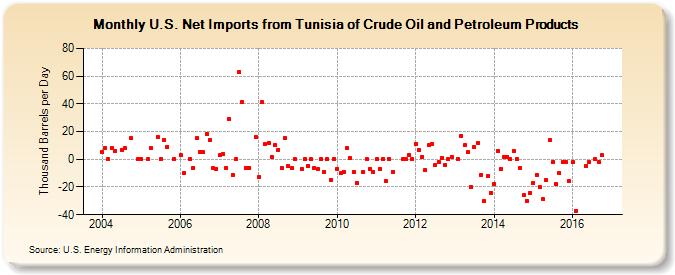 Monthly U.S. Net Imports from Tunisia of Crude Oil and Petroleum Products
Thousand Barrels per Day
80
60
40
20
0
-20
-40
2004 2006 2008 2010 2012 2014 2016
Source: U.S. Energy Information Administration